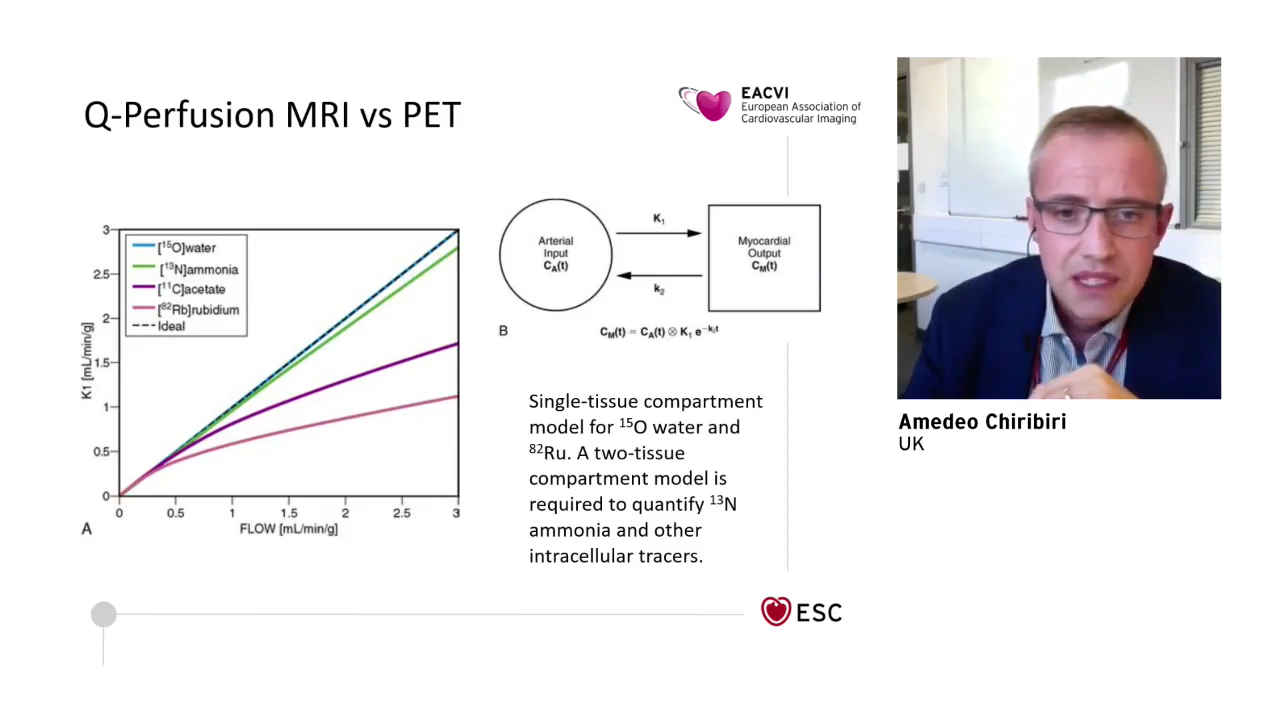 Q-Perfusion MRI vs PET
EACVI
European Association of
Cardiovascular Imaging
[¹⁵O]water
[¹³N]ammonia
[¹¹C]acetate
[⁸²Rb]rubidium
Ideal
3
2.5
2
1.5
1
0.5
0
K1 [mL/min/g]
0 0.5 1 1.5 2 2.5 3
FLOW [mL/min/g]
A
Arterial
Input
C_A(t)
K₁
k₂
Myocardial
Output
C_M(t)
B
C_M(t) = C_A(t) ⊗ K₁ e^-k₂t
Single-tissue compartment
model for ¹⁵O water and
⁸²Ru. A two-tissue
compartment model is
required to quantify ¹³N
ammonia and other
intracellular tracers.
ESC
Amedeo Chiribiri
UK